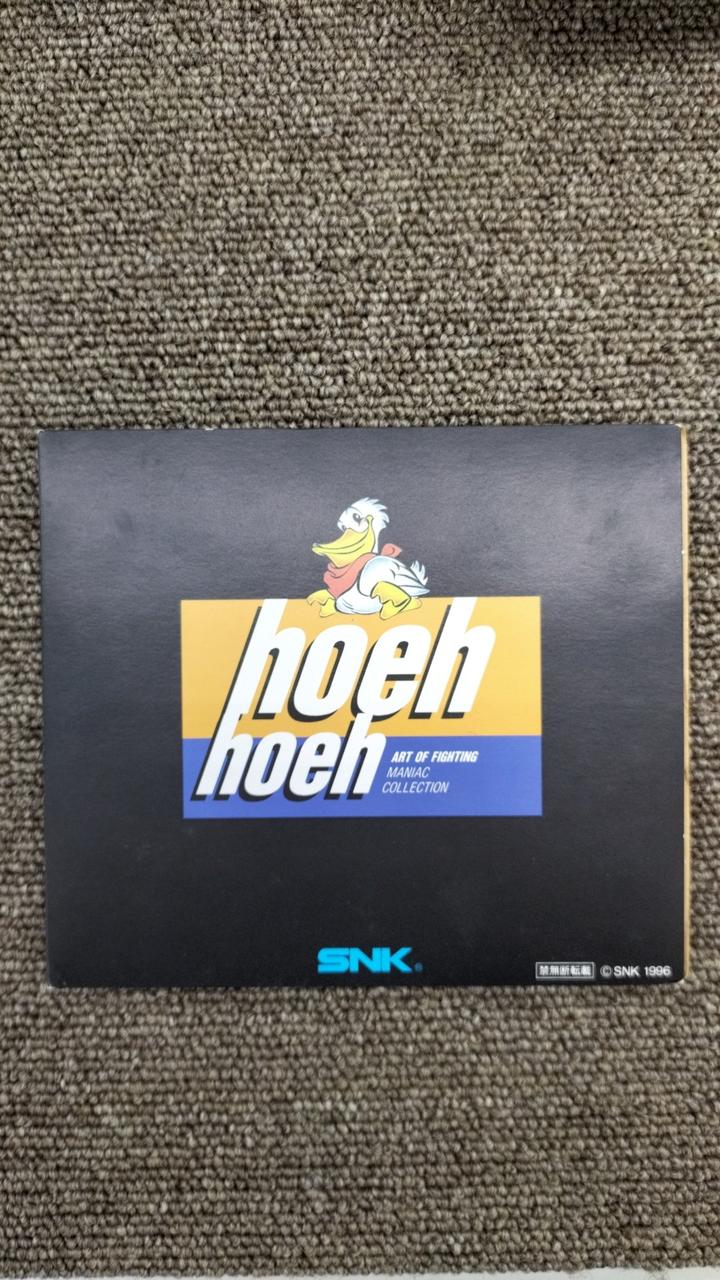 hoeh
hoeh
ART OF FIGHTING
MANIAC
COLLECTION
SNK®
禁無断転載 © SNK 1996